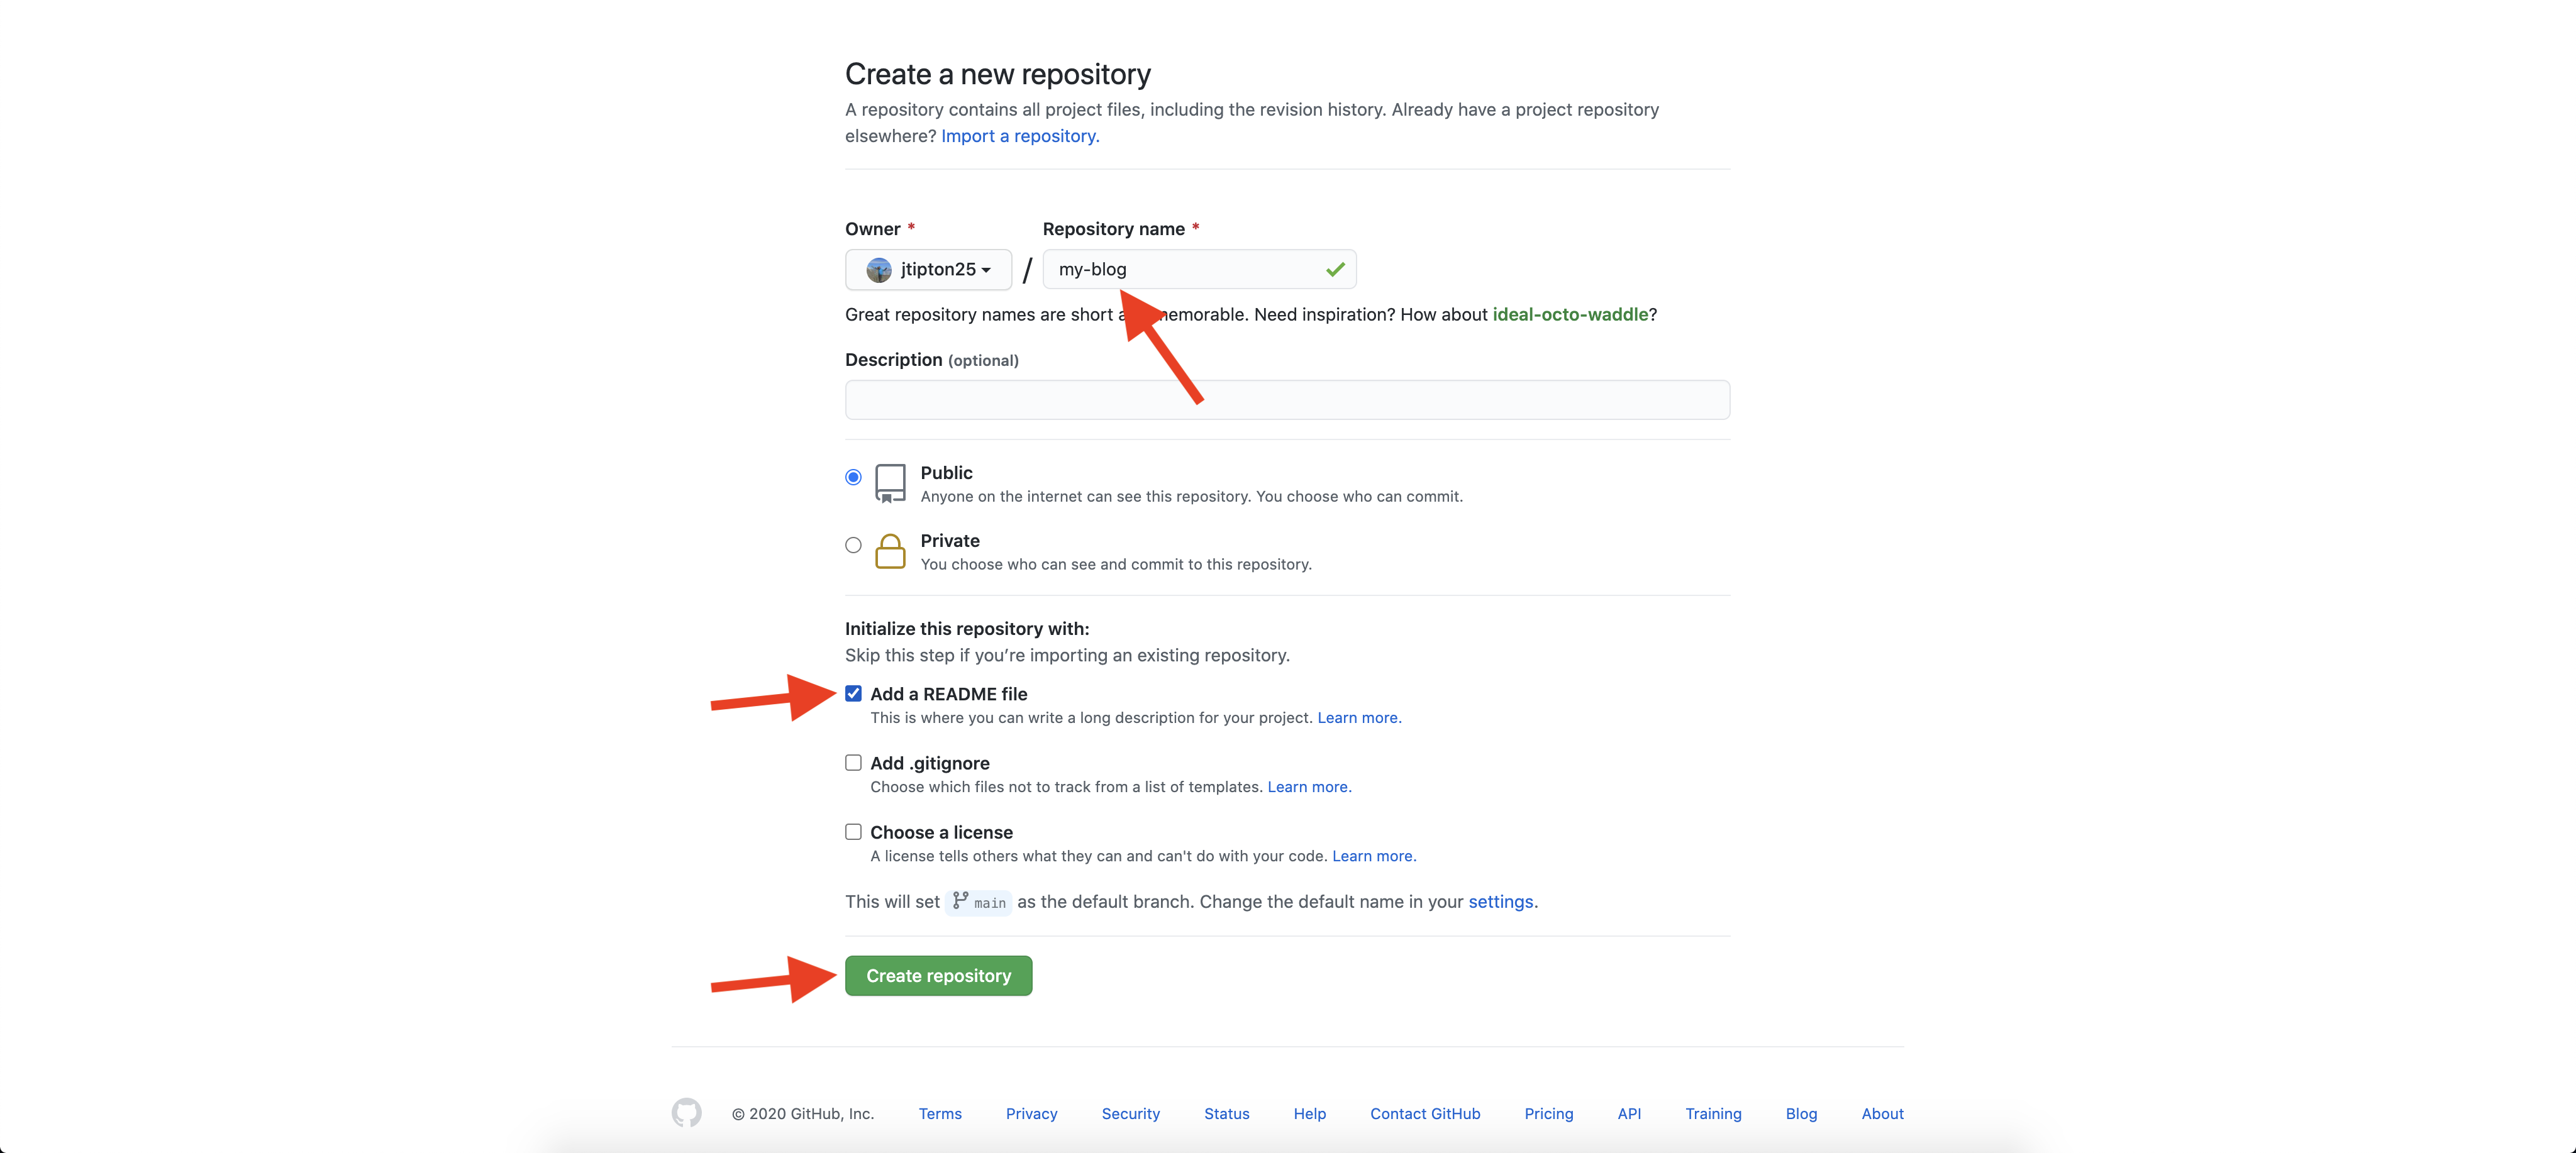 Create a new repository
A repository contains all project files, including the revision history. Already have a project repository
elsewhere? Import a repository.
Owner * Repository name *
jtipton25 / my-blog
Great repository names are short a memorable. Need inspiration? How about ideal-octo-waddle?
Description (optional)
Public
Anyone on the internet can see this repository. You choose who can commit.
Private
You choose who can see and commit to this repository.
Initialize this repository with:
Skip this step if you’re importing an existing repository.
Add a README file
This is where you can write a long description for your project. Learn more.
Add .gitignore
Choose which files not to track from a list of templates. Learn more.
Choose a license
A license tells others what they can and can't do with your code. Learn more.
This will set main as the default branch. Change the default name in your settings.
Create repository
© 2020 GitHub, Inc. Terms Privacy Security Status Help Contact GitHub Pricing API Training Blog About